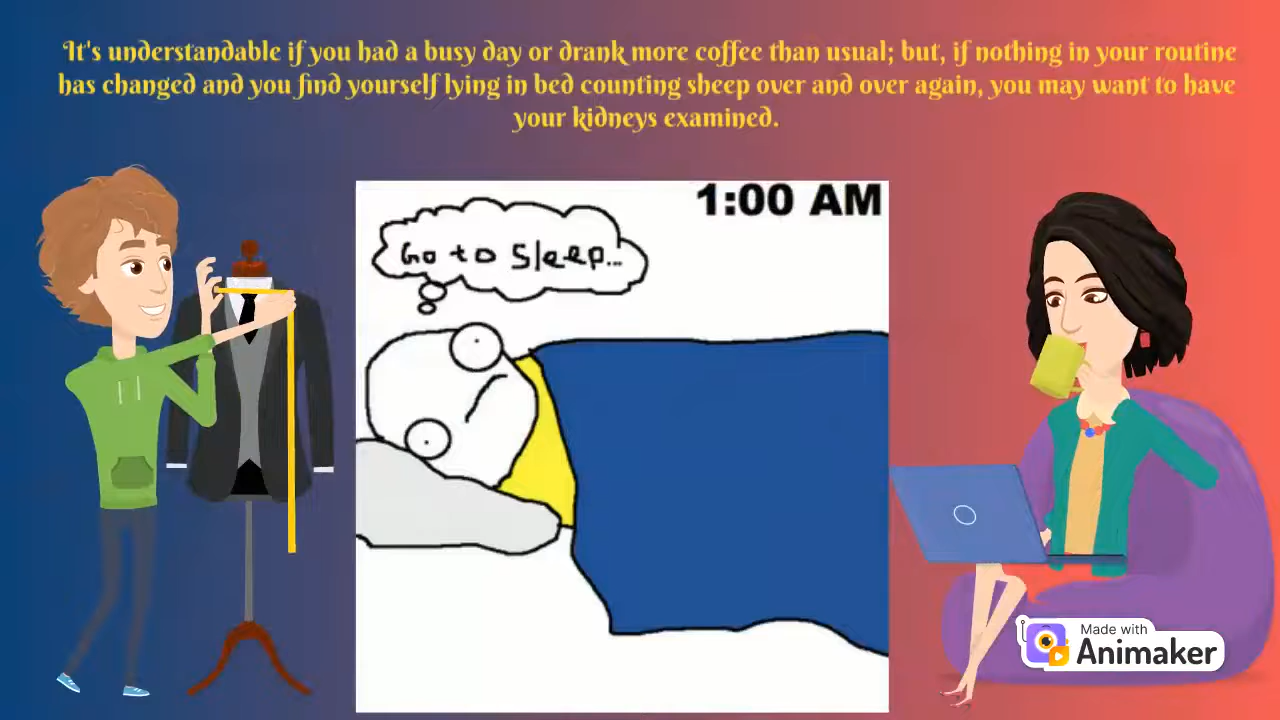 It's understandable if you had a busy day or drank more coffee than usual; but, if nothing in your routine
has changed and you find yourself lying in bed counting sheep over and over again, you may want to have
your kidneys examined.
1:00 AM
Go to Sleep...
Made with
Animaker